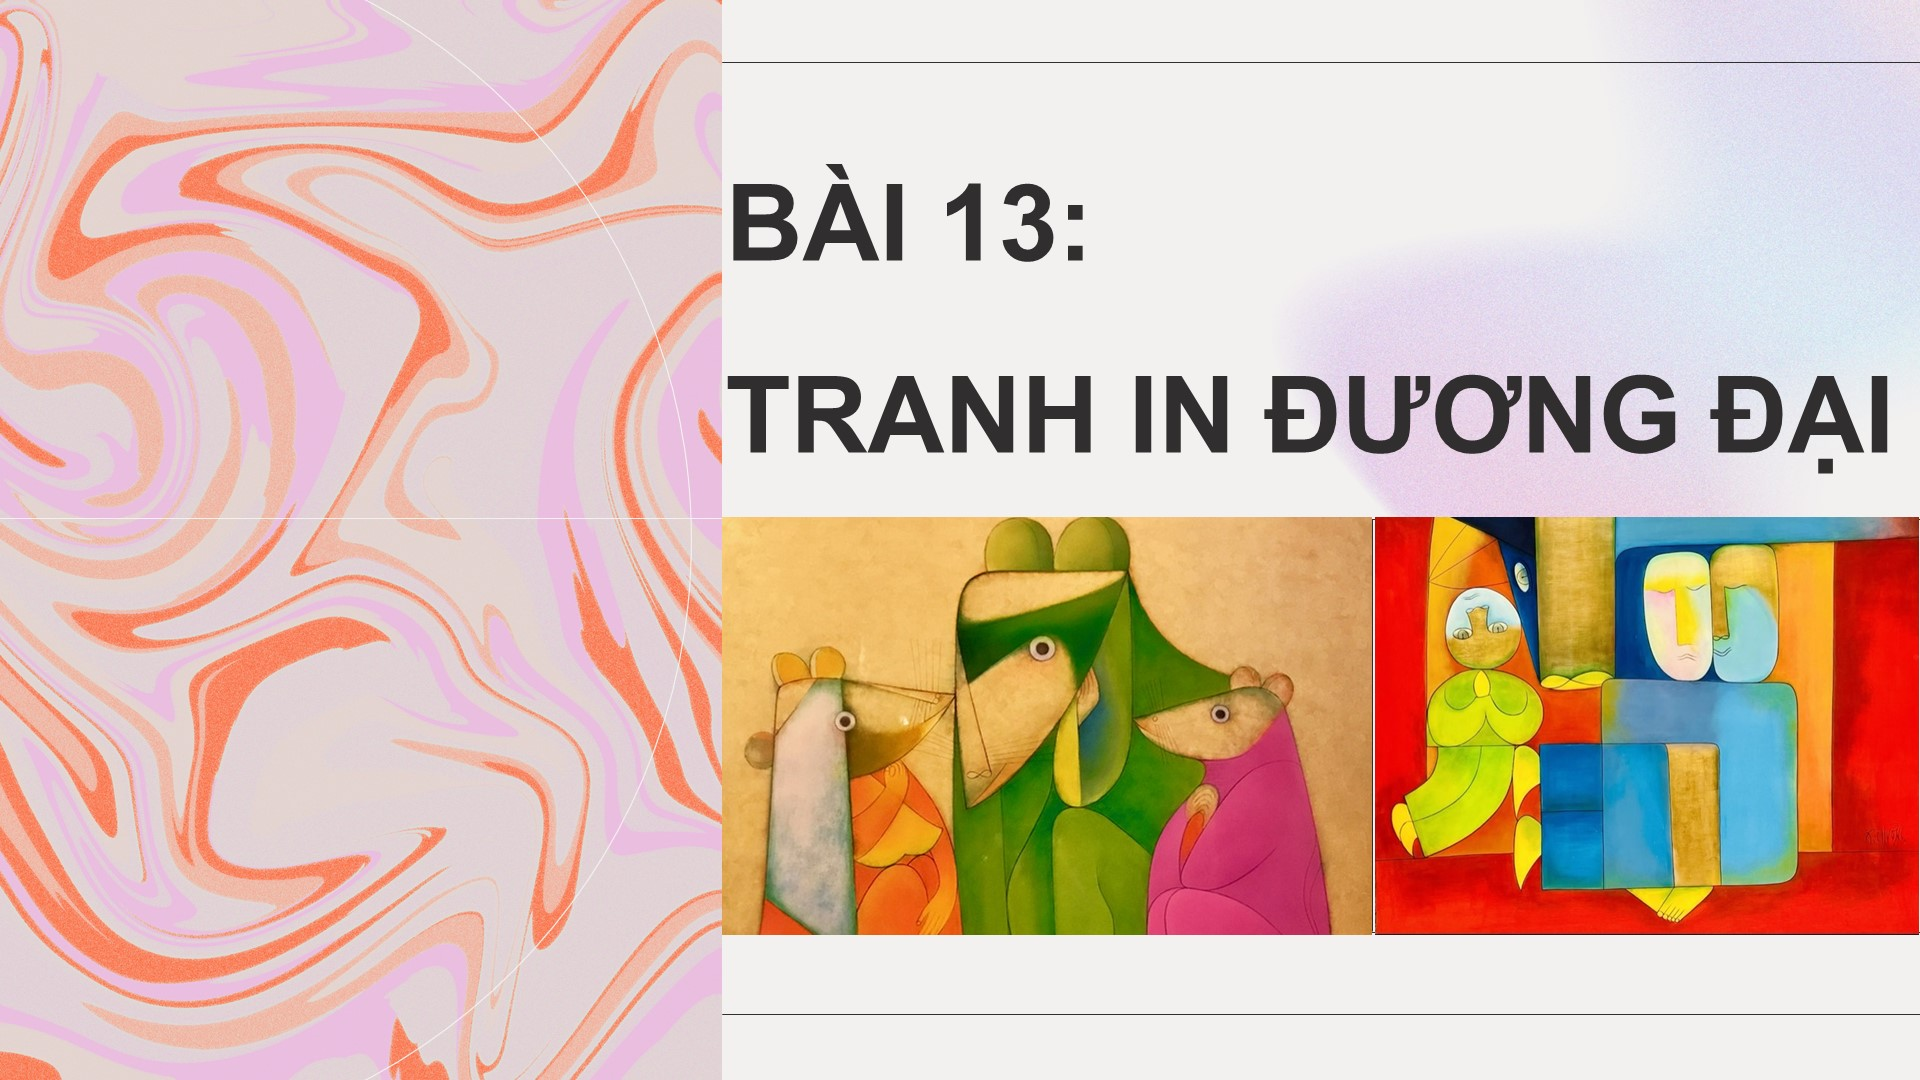 BÀI 13:
TRANH IN ĐƯƠNG ĐẠI